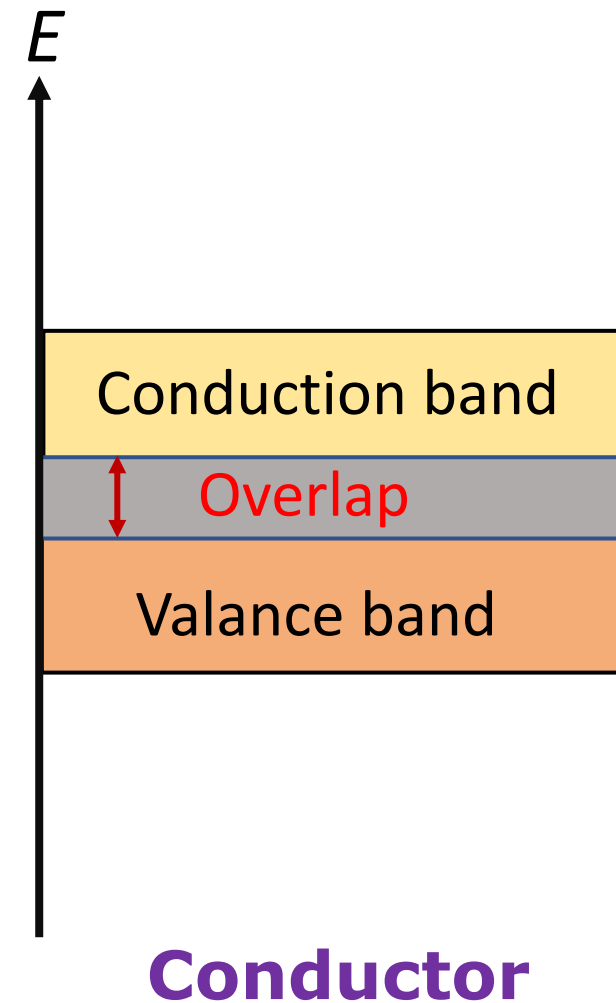 E
Conduction band
Overlap
Valance band
Conductor